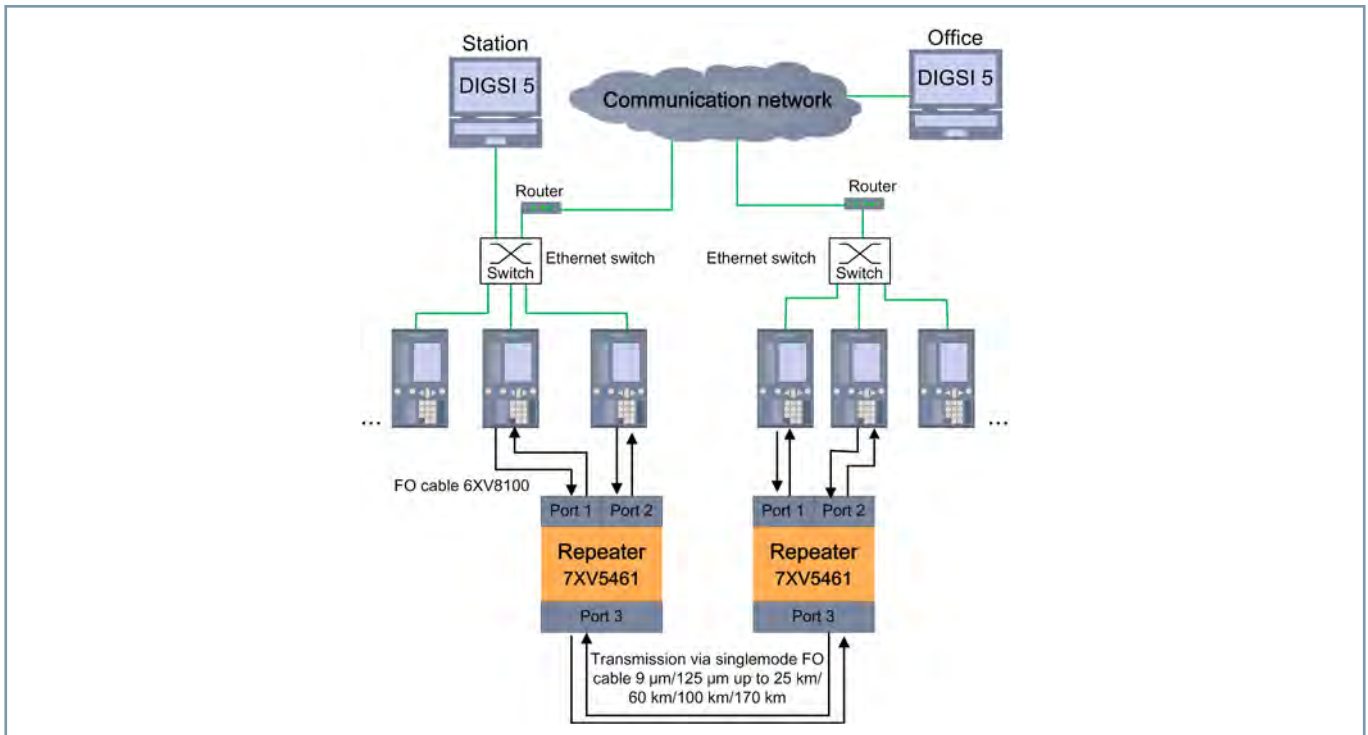 Station
Office
DIGSI 5
Communication network
DIGSI 5
Router
Router
Ethernet switch
Ethernet switch
Switch
Switch
...
...
FO cable 6XV8100
Port 1 Port 2
Port 1 Port 2
Repeater
7XV5461
Repeater
7XV5461
Port 3
Port 3
Transmission via singlemode FO
cable 9 µm/125 µm up to 25 km/
60 km/100 km/170 km